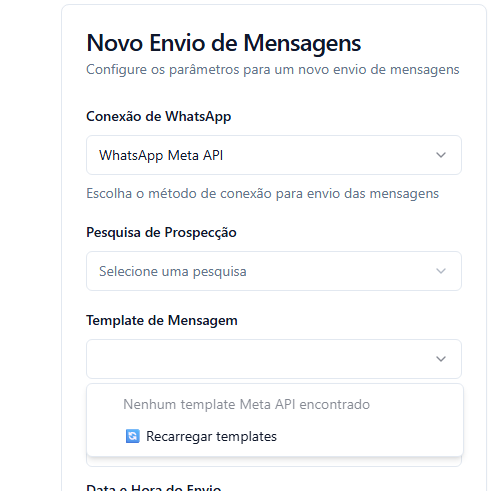 Novo Envio de Mensagens
Configure os parâmetros para um novo envio de mensagens
Conexão de WhatsApp
WhatsApp Meta API
Escolha o método de conexão para envio das mensagens
Pesquisa de Prospecção
Selecione uma pesquisa
Template de Mensagem
Nenhum template Meta API encontrado
Recarregar templates
Data e Hora do Envio